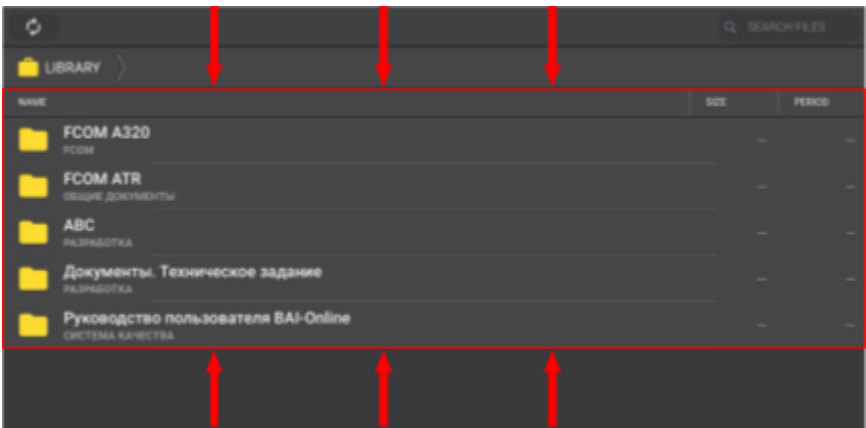 SEARCH FILES
LIBRARY
NAME SIZE PERIOD
FCOM A320
FCOM
FCOM ATR
ОБЩИЕ ДОКУМЕНТЫ
ABC
РАЗРАБОТКА
Документы. Техническое задание
РАЗРАБОТКА
Руководство пользователя BAI-Online
СИСТЕМА КАЧЕСТВА